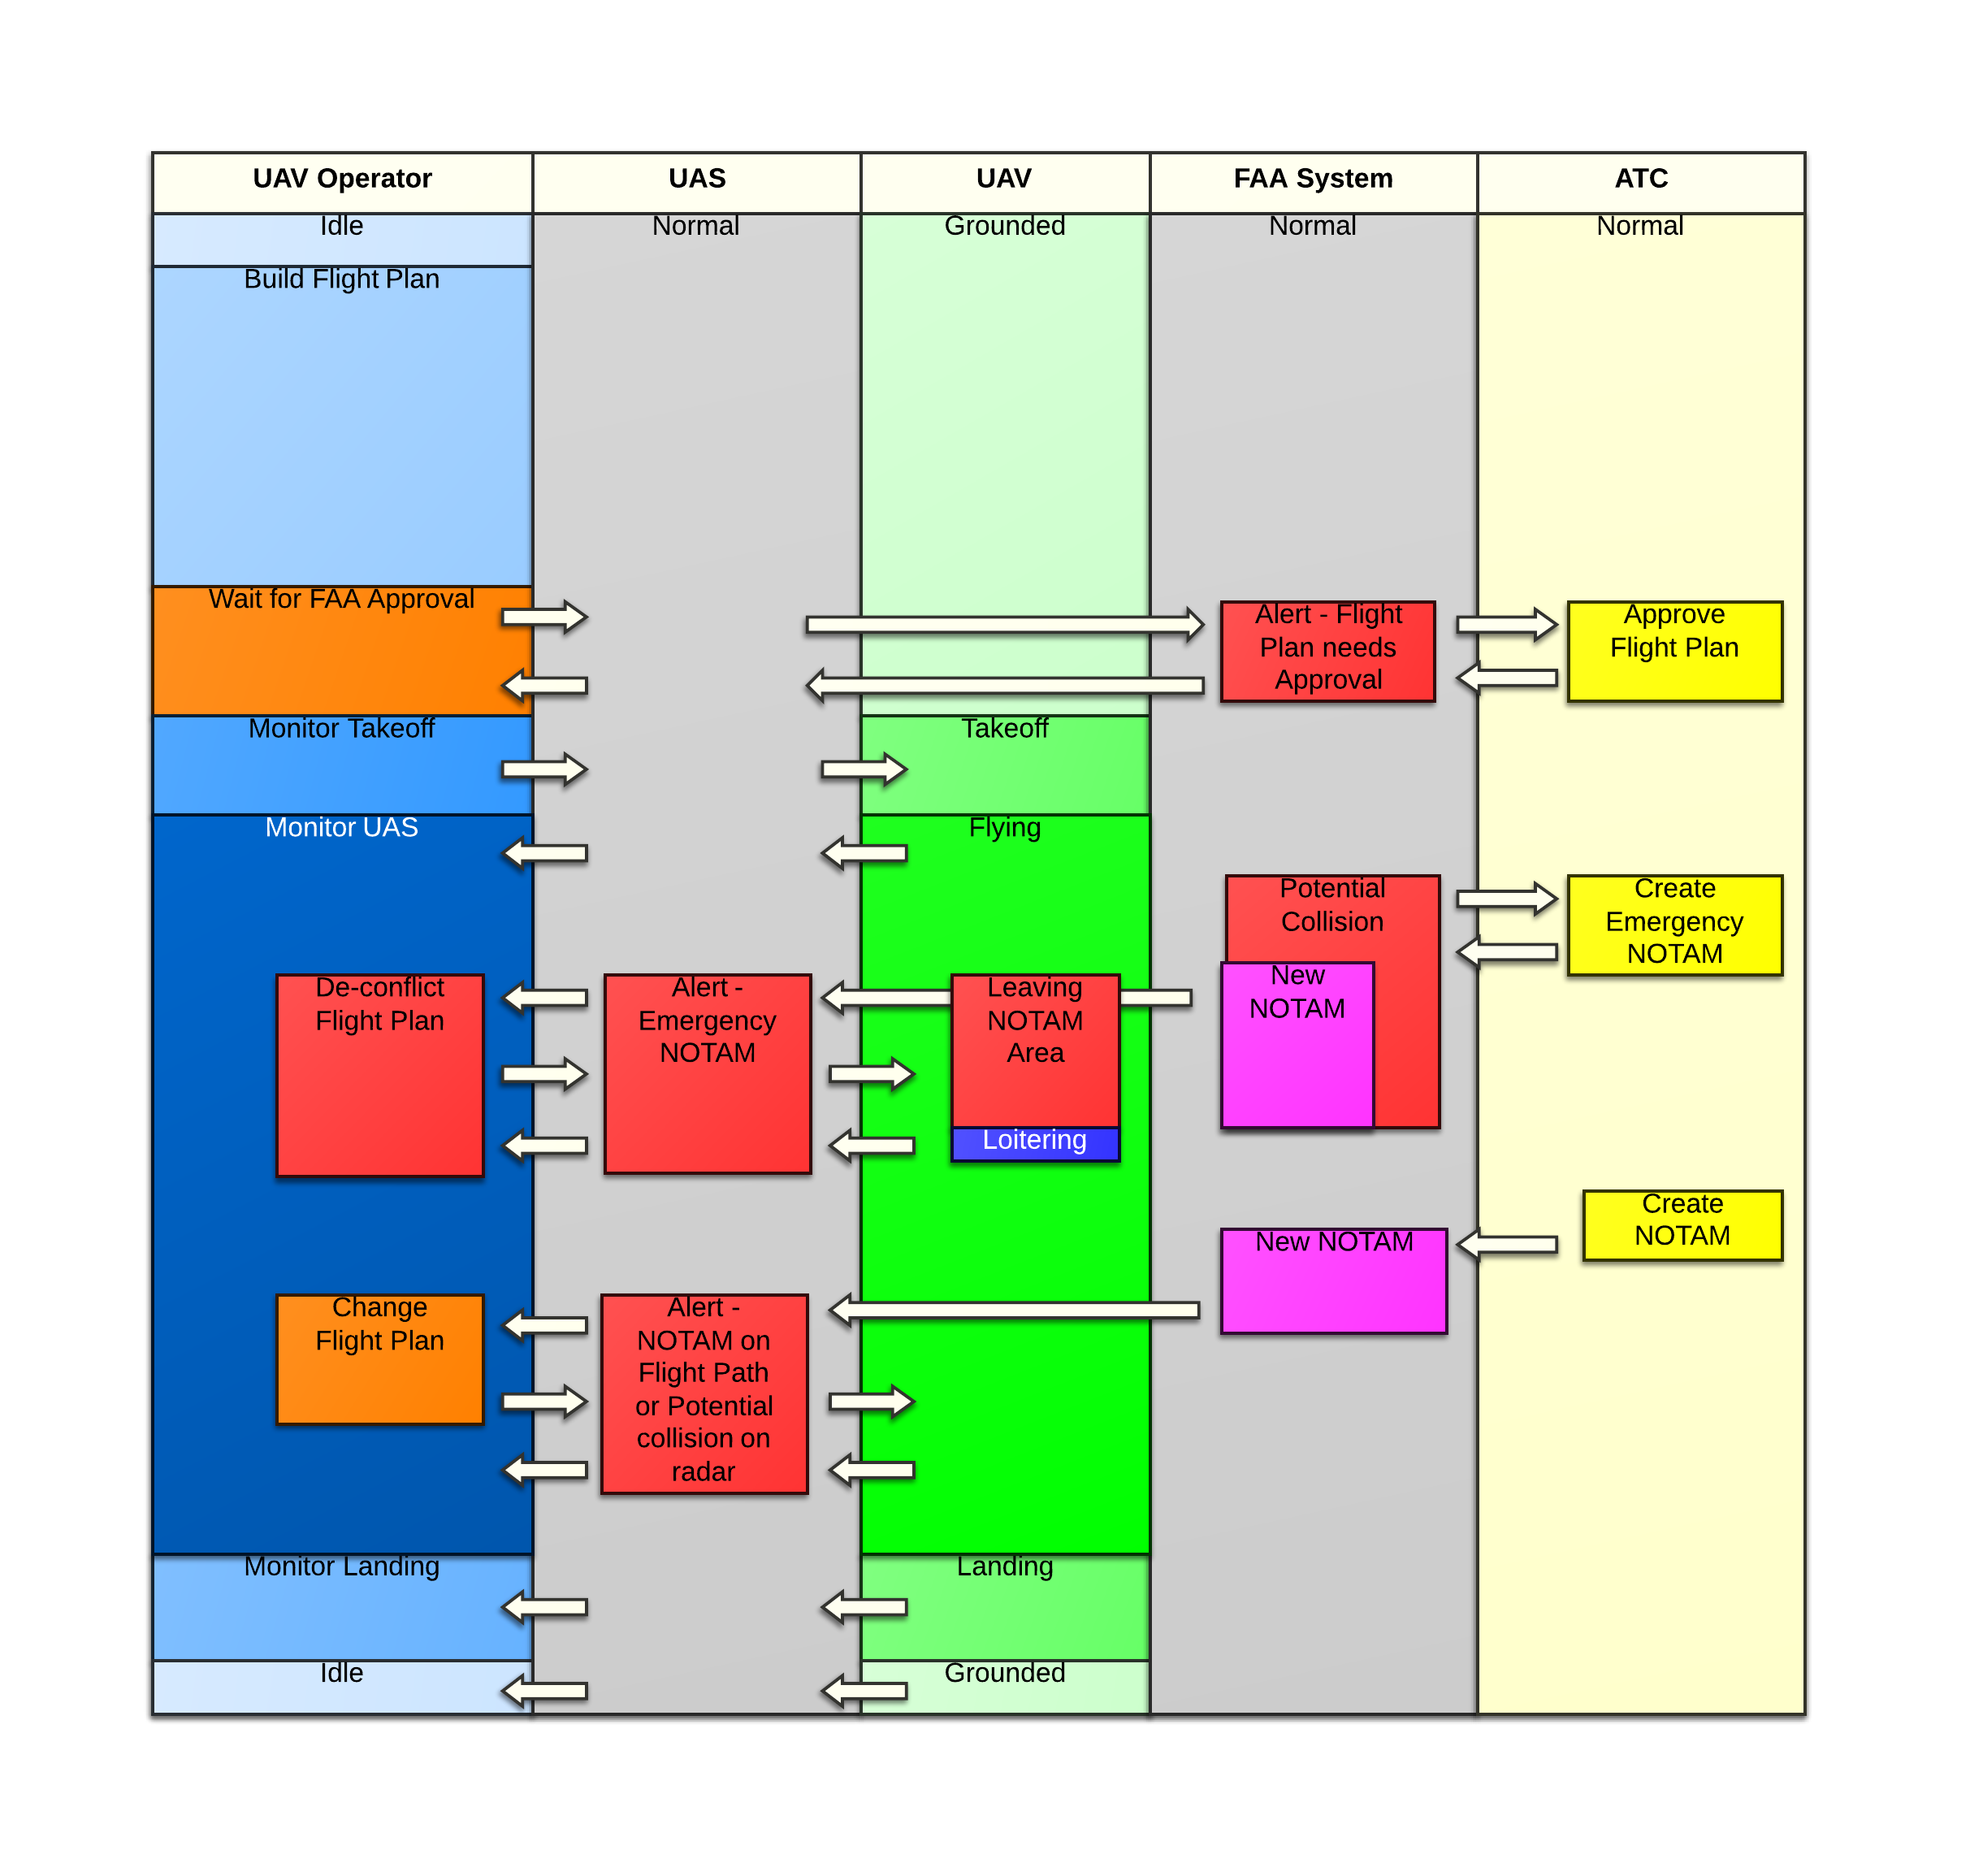 UAV Operator
UAS
UAV
FAA System
ATC
Idle
Normal
Grounded
Normal
Normal
Build Flight Plan
Wait for FAA Approval
Alert - Flight
Plan needs
Approval
Approve
Flight Plan
Monitor Takeoff
Takeoff
Monitor UAS
Flying
Potential
Collision
Create
Emergency
NOTAM
New
NOTAM
De-conflict
Flight Plan
Alert -
Emergency
NOTAM
Leaving
NOTAM
Area
Loitering
Create
NOTAM
New NOTAM
Change
Flight Plan
Alert -
NOTAM on
Flight Path
or Potential
collision on
radar
Monitor Landing
Landing
Idle
Grounded